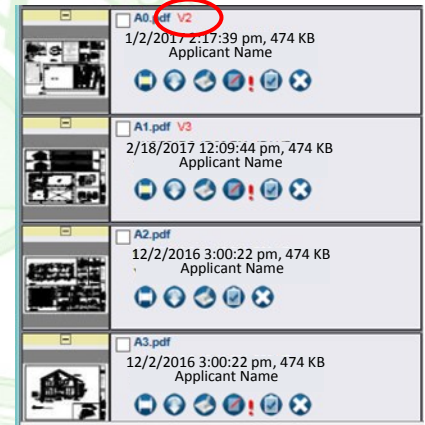 A0.pdf V2
1/2/2017 2:17:39 pm, 474 KB
Applicant Name
A1.pdf V3
2/18/2017 12:09:44 pm, 474 KB
Applicant Name
A2.pdf
12/2/2016 3:00:22 pm, 474 KB
Applicant Name
A3.pdf
12/2/2016 3:00:22 pm, 474 KB
Applicant Name